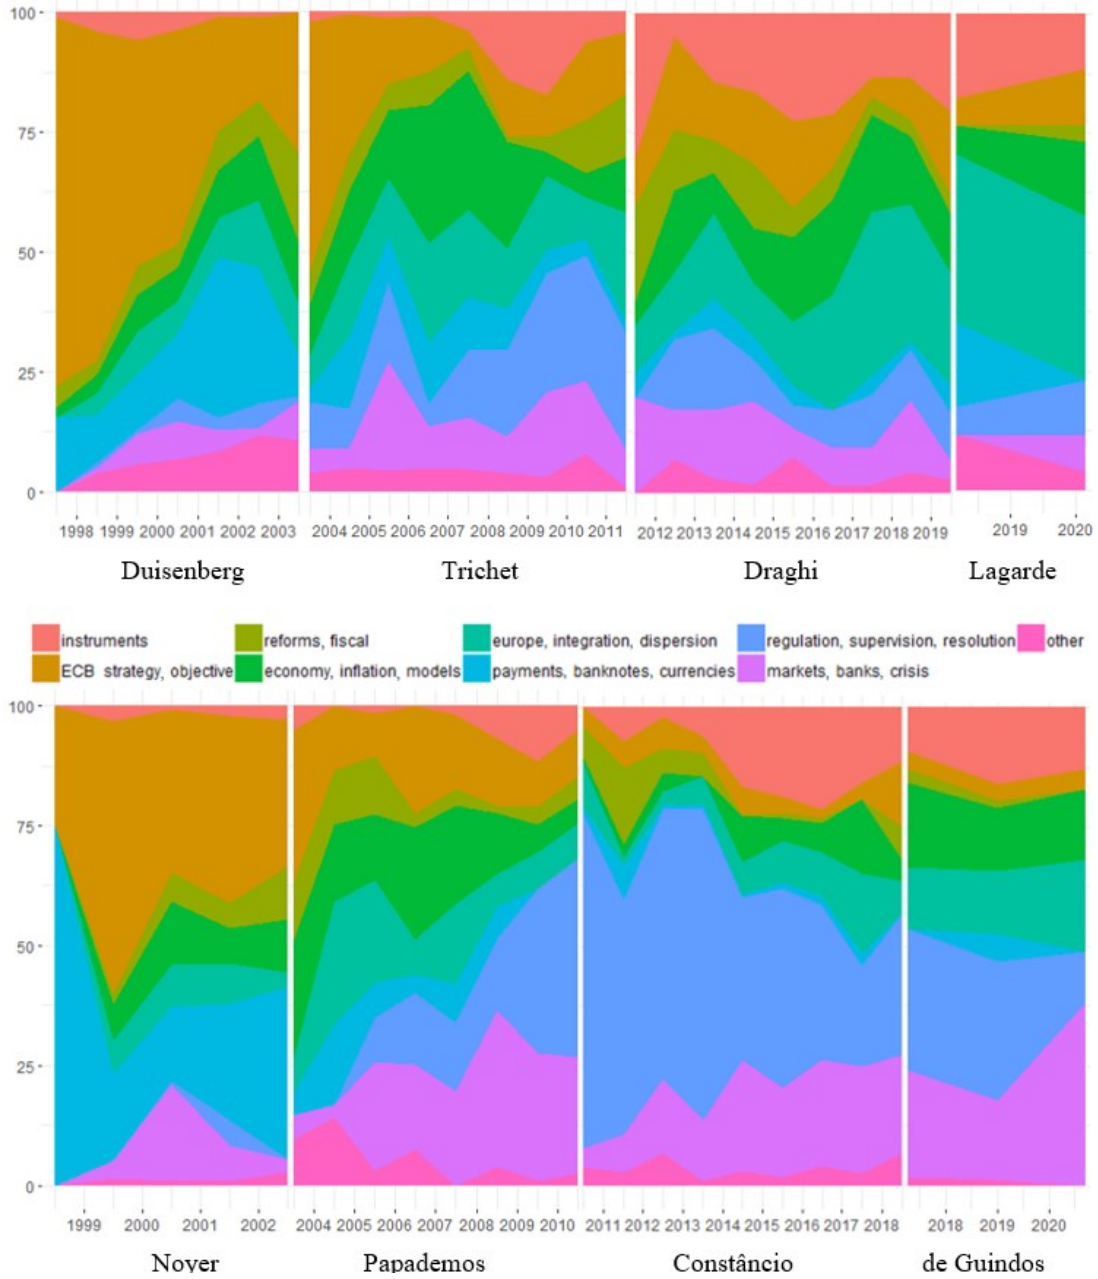 100
75
50
25
0
1998 1999 2000 2001 2002 2003 2004 2005 2006 2007 2008 2009 2010 2011 2012 2013 2014 2015 2016 2017 2018 2019 2019 2020
Duisenberg Trichet Draghi Lagarde
instruments reforms, fiscal europe, integration, dispersion regulation, supervision, resolution other
ECB strategy, objective economy, inflation, models payments, banknotes, currencies markets, banks, crisis
100
75
50
25
0
1999 2000 2001 2002 2004 2005 2006 2007 2008 2009 2010 2011 2012 2013 2014 2015 2016 2017 2018 2018 2019 2020
Noyer Papademos Constâncio de Guindos